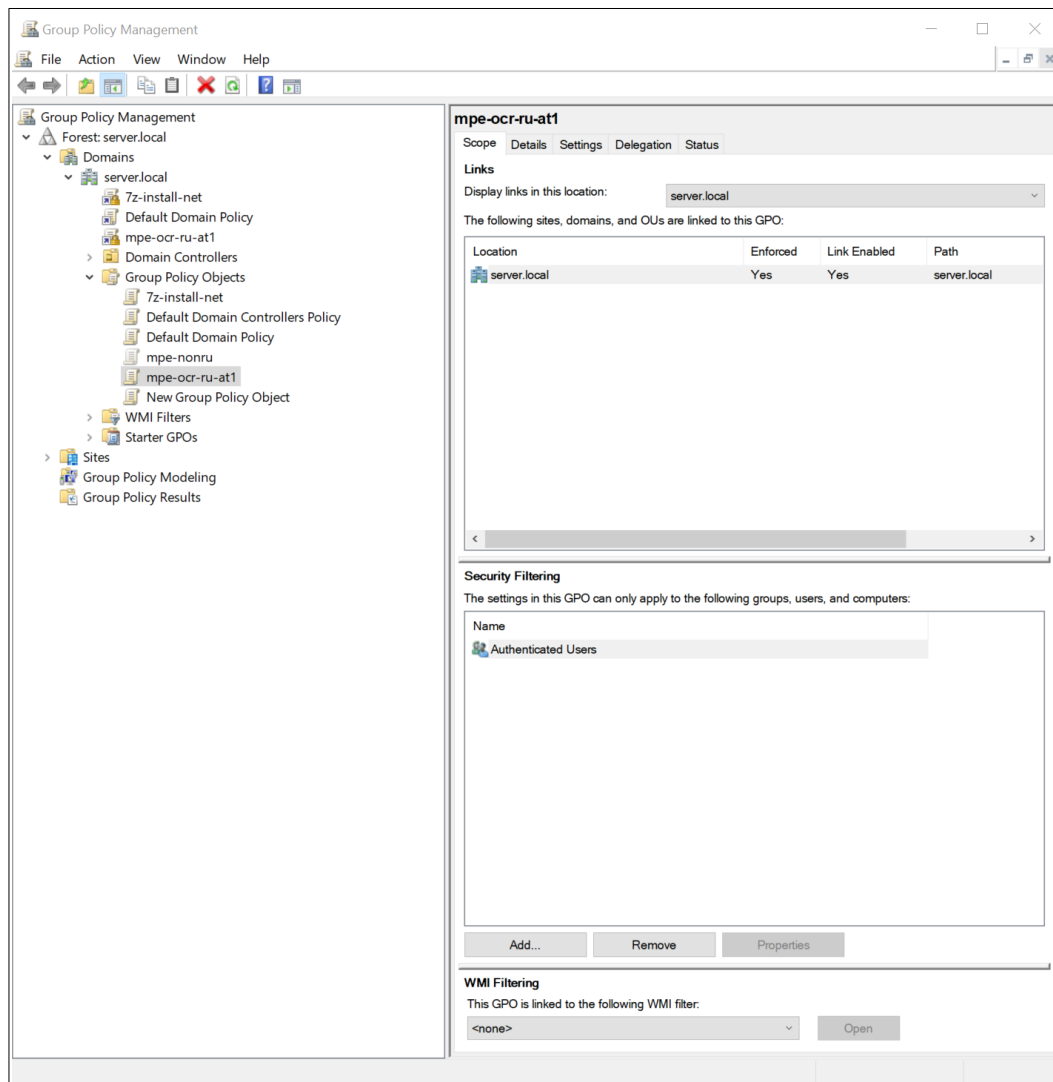 Group Policy Management
File Action View Window Help
Group Policy Management
Forest: server.local
Domains
server.local
7z-install-net
Default Domain Policy
mpe-ocr-ru-at1
Domain Controllers
Group Policy Objects
7z-install-net
Default Domain Controllers Policy
Default Domain Policy
mpe-nonru
mpe-ocr-ru-at1
New Group Policy Object
WMI Filters
Starter GPOs
Sites
Group Policy Modeling
Group Policy Results
mpe-ocr-ru-at1
Scope Details Settings Delegation Status
Links
Display links in this location: server.local
The following sites, domains, and OUs are linked to this GPO:
Location Enforced Link Enabled Path
server.local Yes Yes server.local
Security Filtering
The settings in this GPO can only apply to the following groups, users, and computers:
Name
Authenticated Users
Add... Remove Properties
WMI Filtering
This GPO is linked to the following WMI filter:
<none> Open